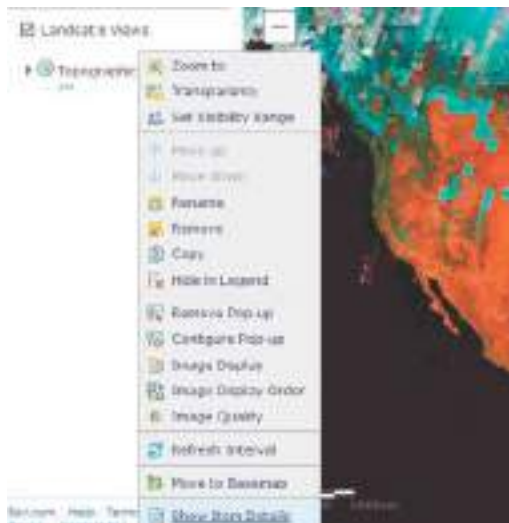 Landsat 8 Views
Topographic
Zoom to
Transparency
Set Visibility Range
Move up
Move down
Rename
Remove
Copy
Hide in Legend
Remove Pop-up
Configure Pop-up
Image Display
Image Display Order
Image Quality
Refresh Interval
Move to Basemap
Help Terms
Show Item Details